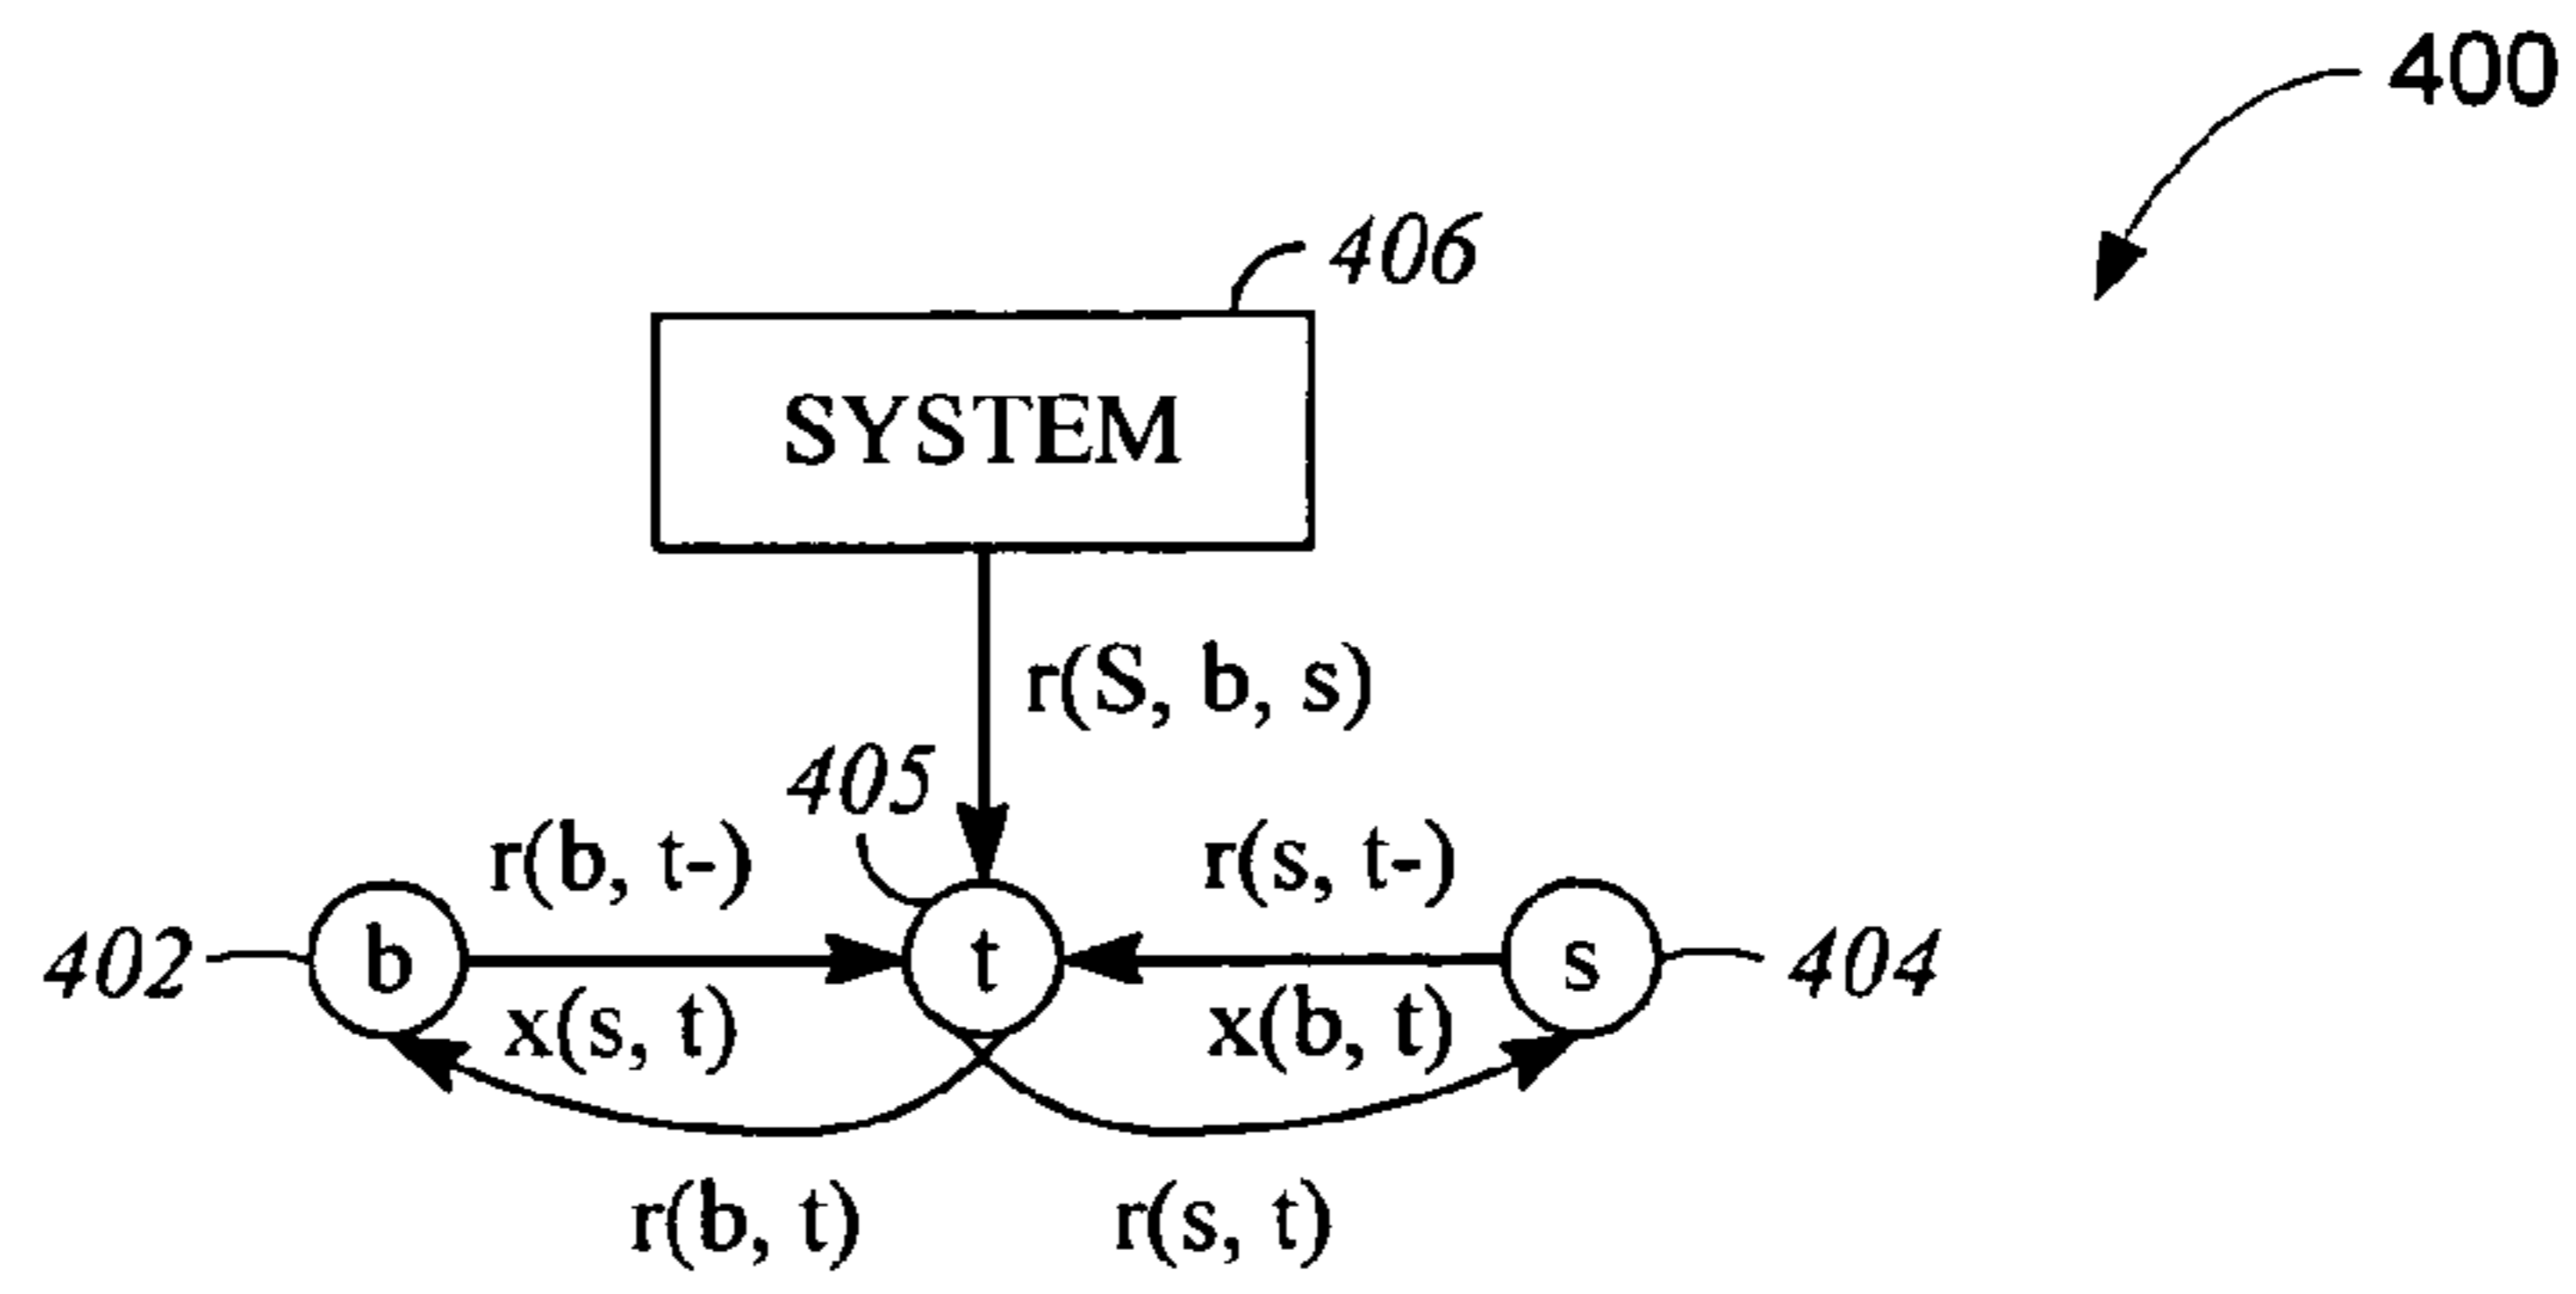 400
406
SYSTEM
r(S, b, s)
405
r(b, t-)
r(s, t-)
402
b
t
s
404
x(s, t)
x(b, t)
r(b, t)
r(s, t)